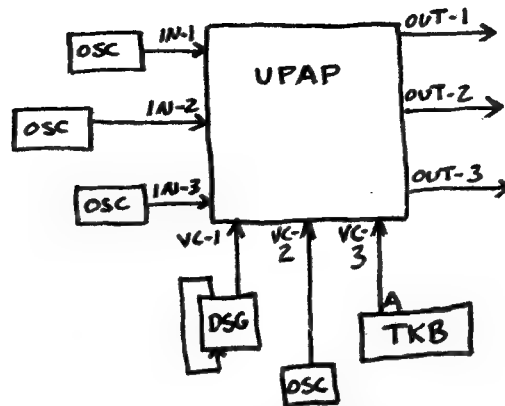 OSC
IN-1
OUT-1
UPAP
OSC
IN-2
OUT-2
OSC
IN-3
OUT-3
VC-1
VC-
2
VC-
3
DSG
A
TKB
OSC